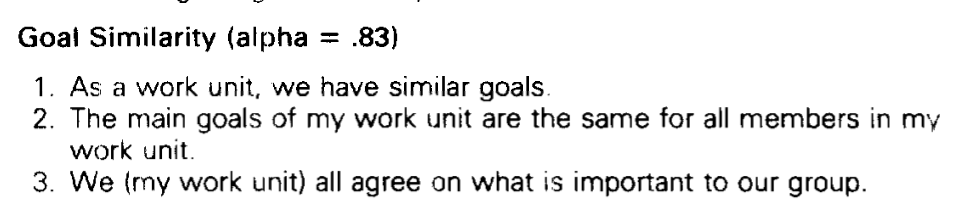 Goal Similarity (alpha = .83)
1. As a work unit, we have similar goals.
2. The main goals of my work unit are the same for all members in my
work unit.
3. We (my work unit) all agree on what is important to our group.